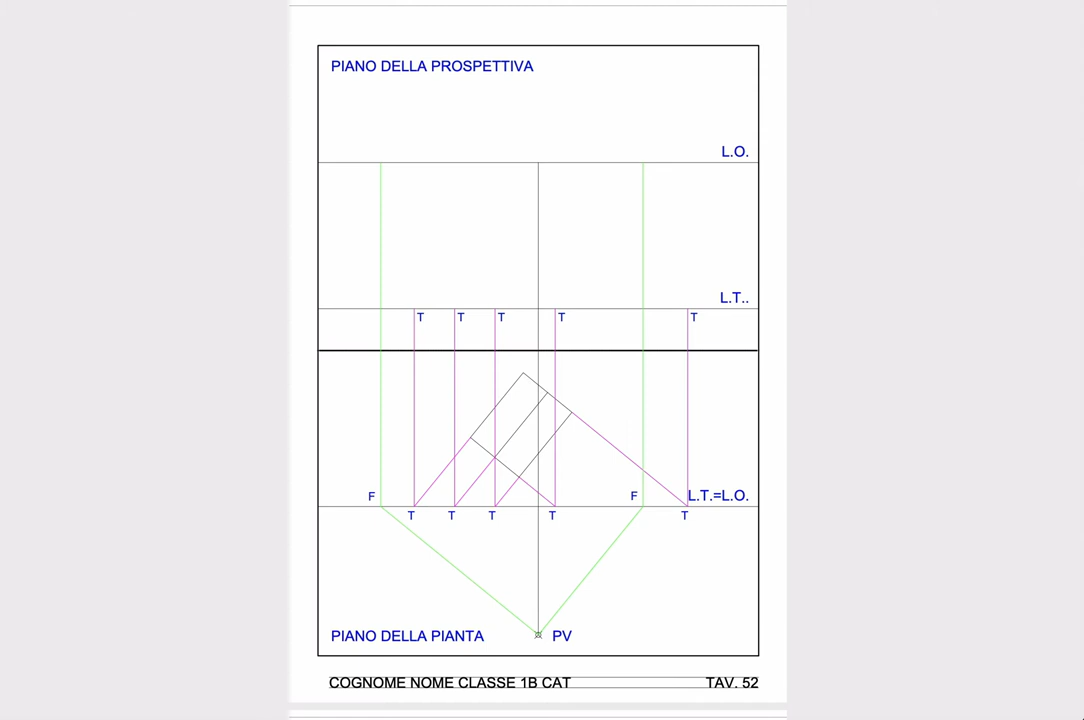 PIANO DELLA PROSPETTIVA
L.O.
L.T..
T T T T T
F F L.T.=L.O.
T T T T T
PIANO DELLA PIANTA PV
COGNOME NOME CLASSE 1B CAT TAV. 52